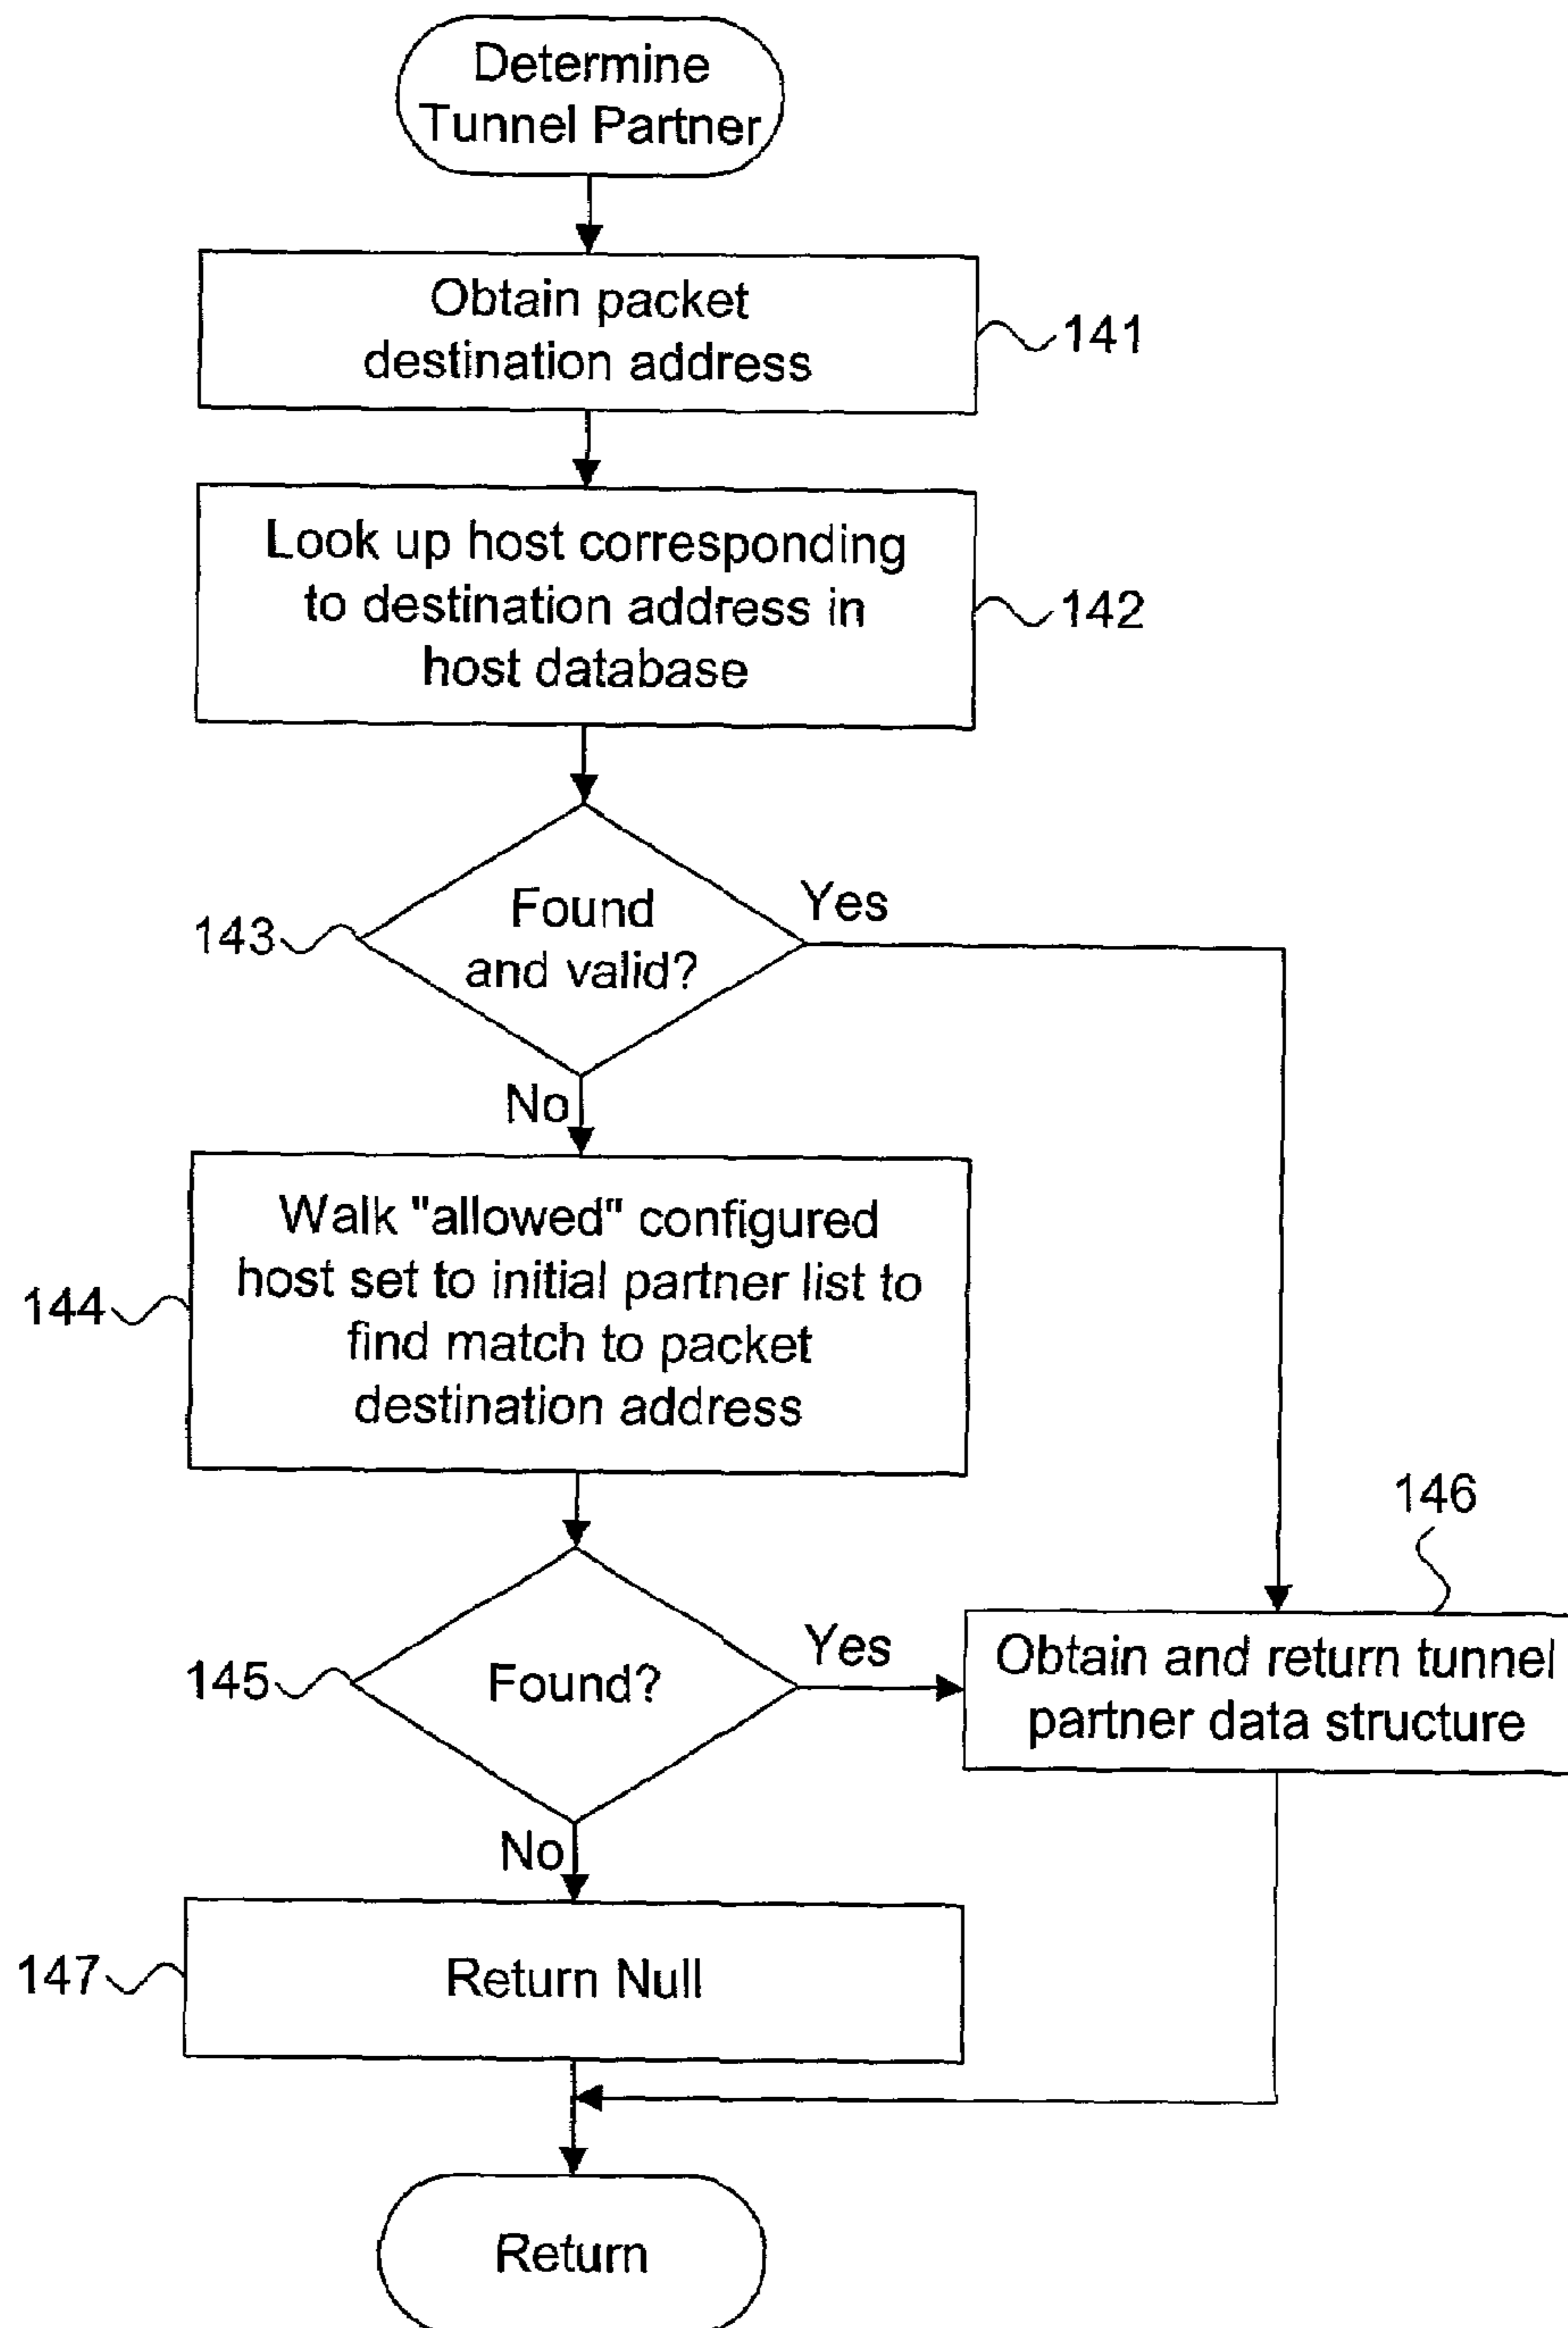 Determine
Tunnel Partner
Obtain packet
destination address
141
Look up host corresponding
to destination address in
host database
142
Found
and valid?
143
Yes
No
Walk "allowed" configured
host set to initial partner list to
find match to packet
destination address
144
Found?
145
Yes
146
Obtain and return tunnel
partner data structure
No
Return Null
147
Return